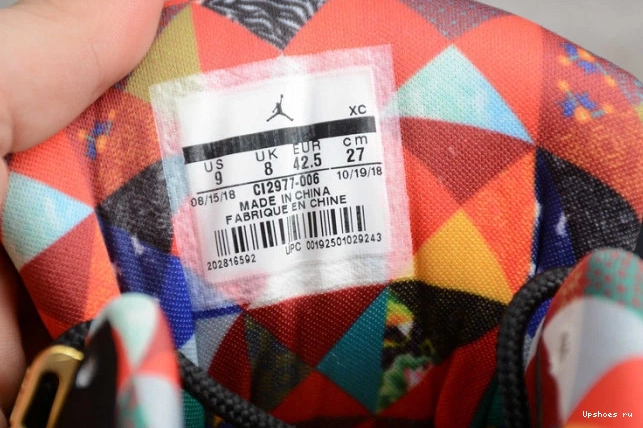 XC
US UK EUR cm
9 8 42.5 27
08/15/18 CI2977-006 10/19/18
MADE IN CHINA
FABRIQUE EN CHINE
202816592 UPC 00192501029243
Upshoes ru